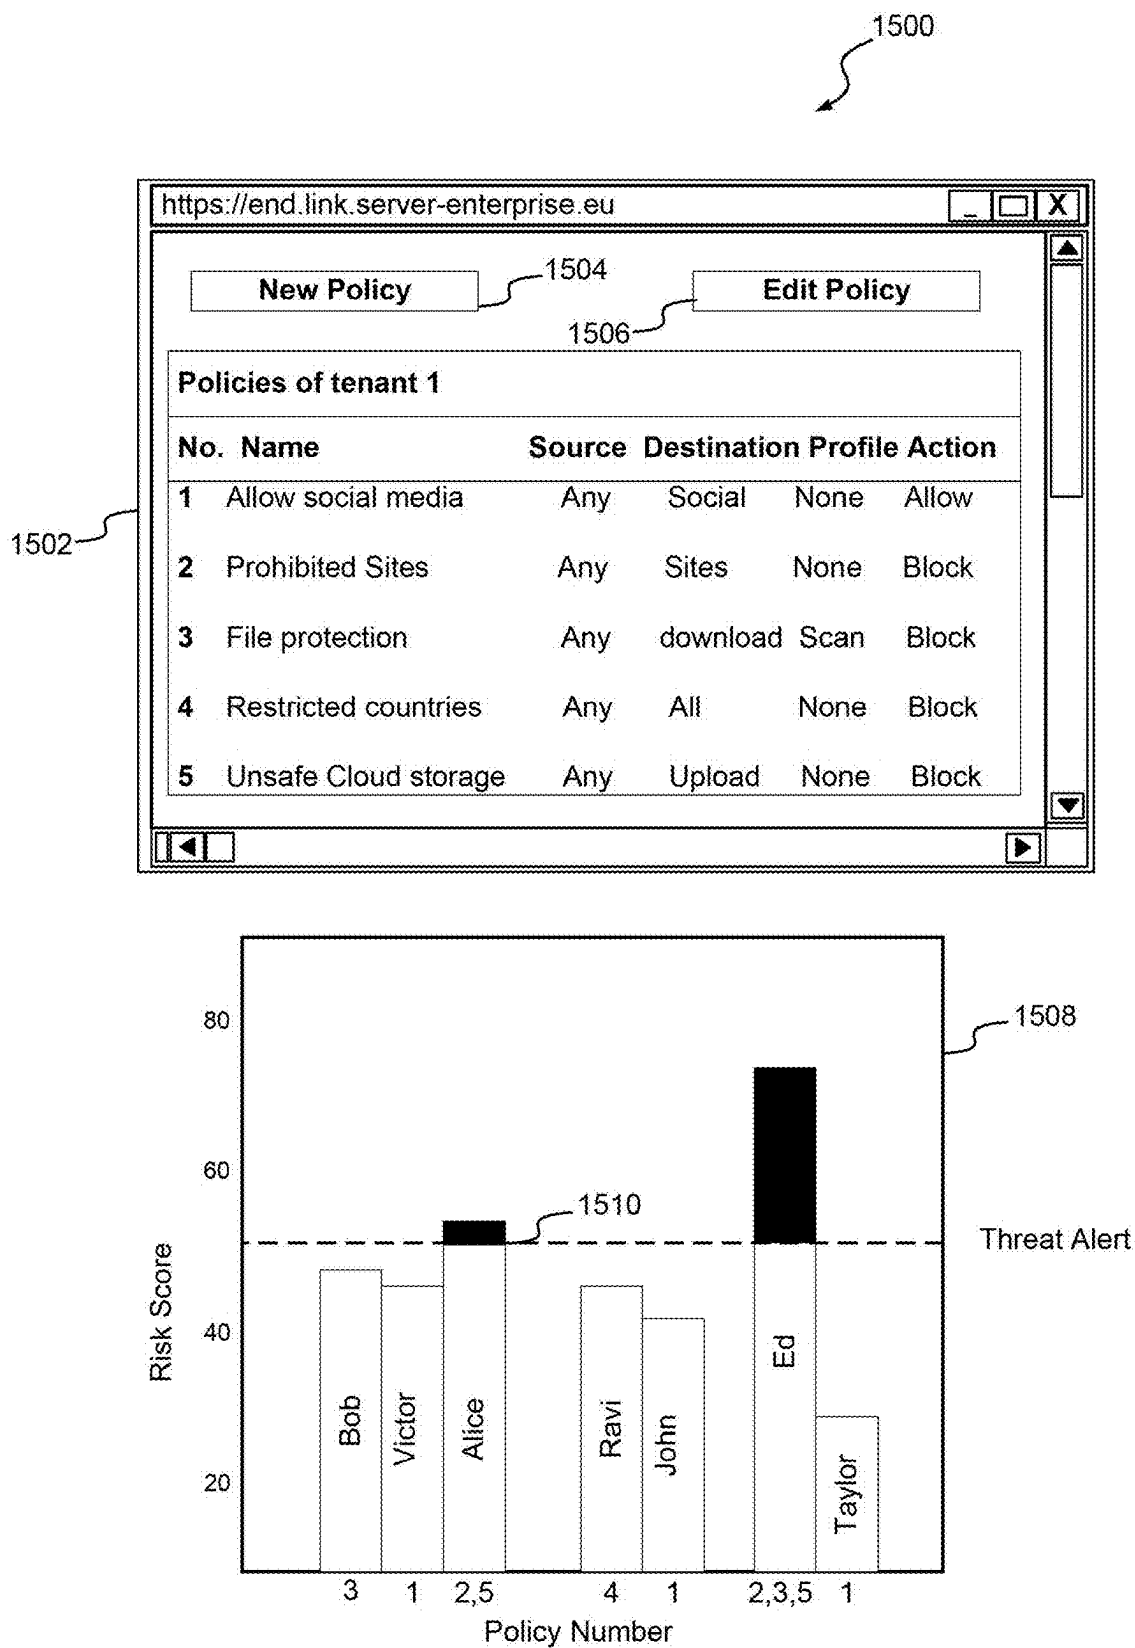 1500
https://end.link.server-enterprise.eu
_ X
New Policy
1504
Edit Policy
1506
Policies of tenant 1
No. Name Source Destination Profile Action
1 Allow social media Any Social None Allow
1502
2 Prohibited Sites Any Sites None Block
3 File protection Any download Scan Block
4 Restricted countries Any All None Block
5 Unsafe Cloud storage Any Upload None Block
80
1508
60
1510
Threat Alert
Risk Score
40
20
Bob
Victor
Alice
Ravi
John
Ed
Taylor
3 1 2,5 4 1 2,3,5 1
Policy Number